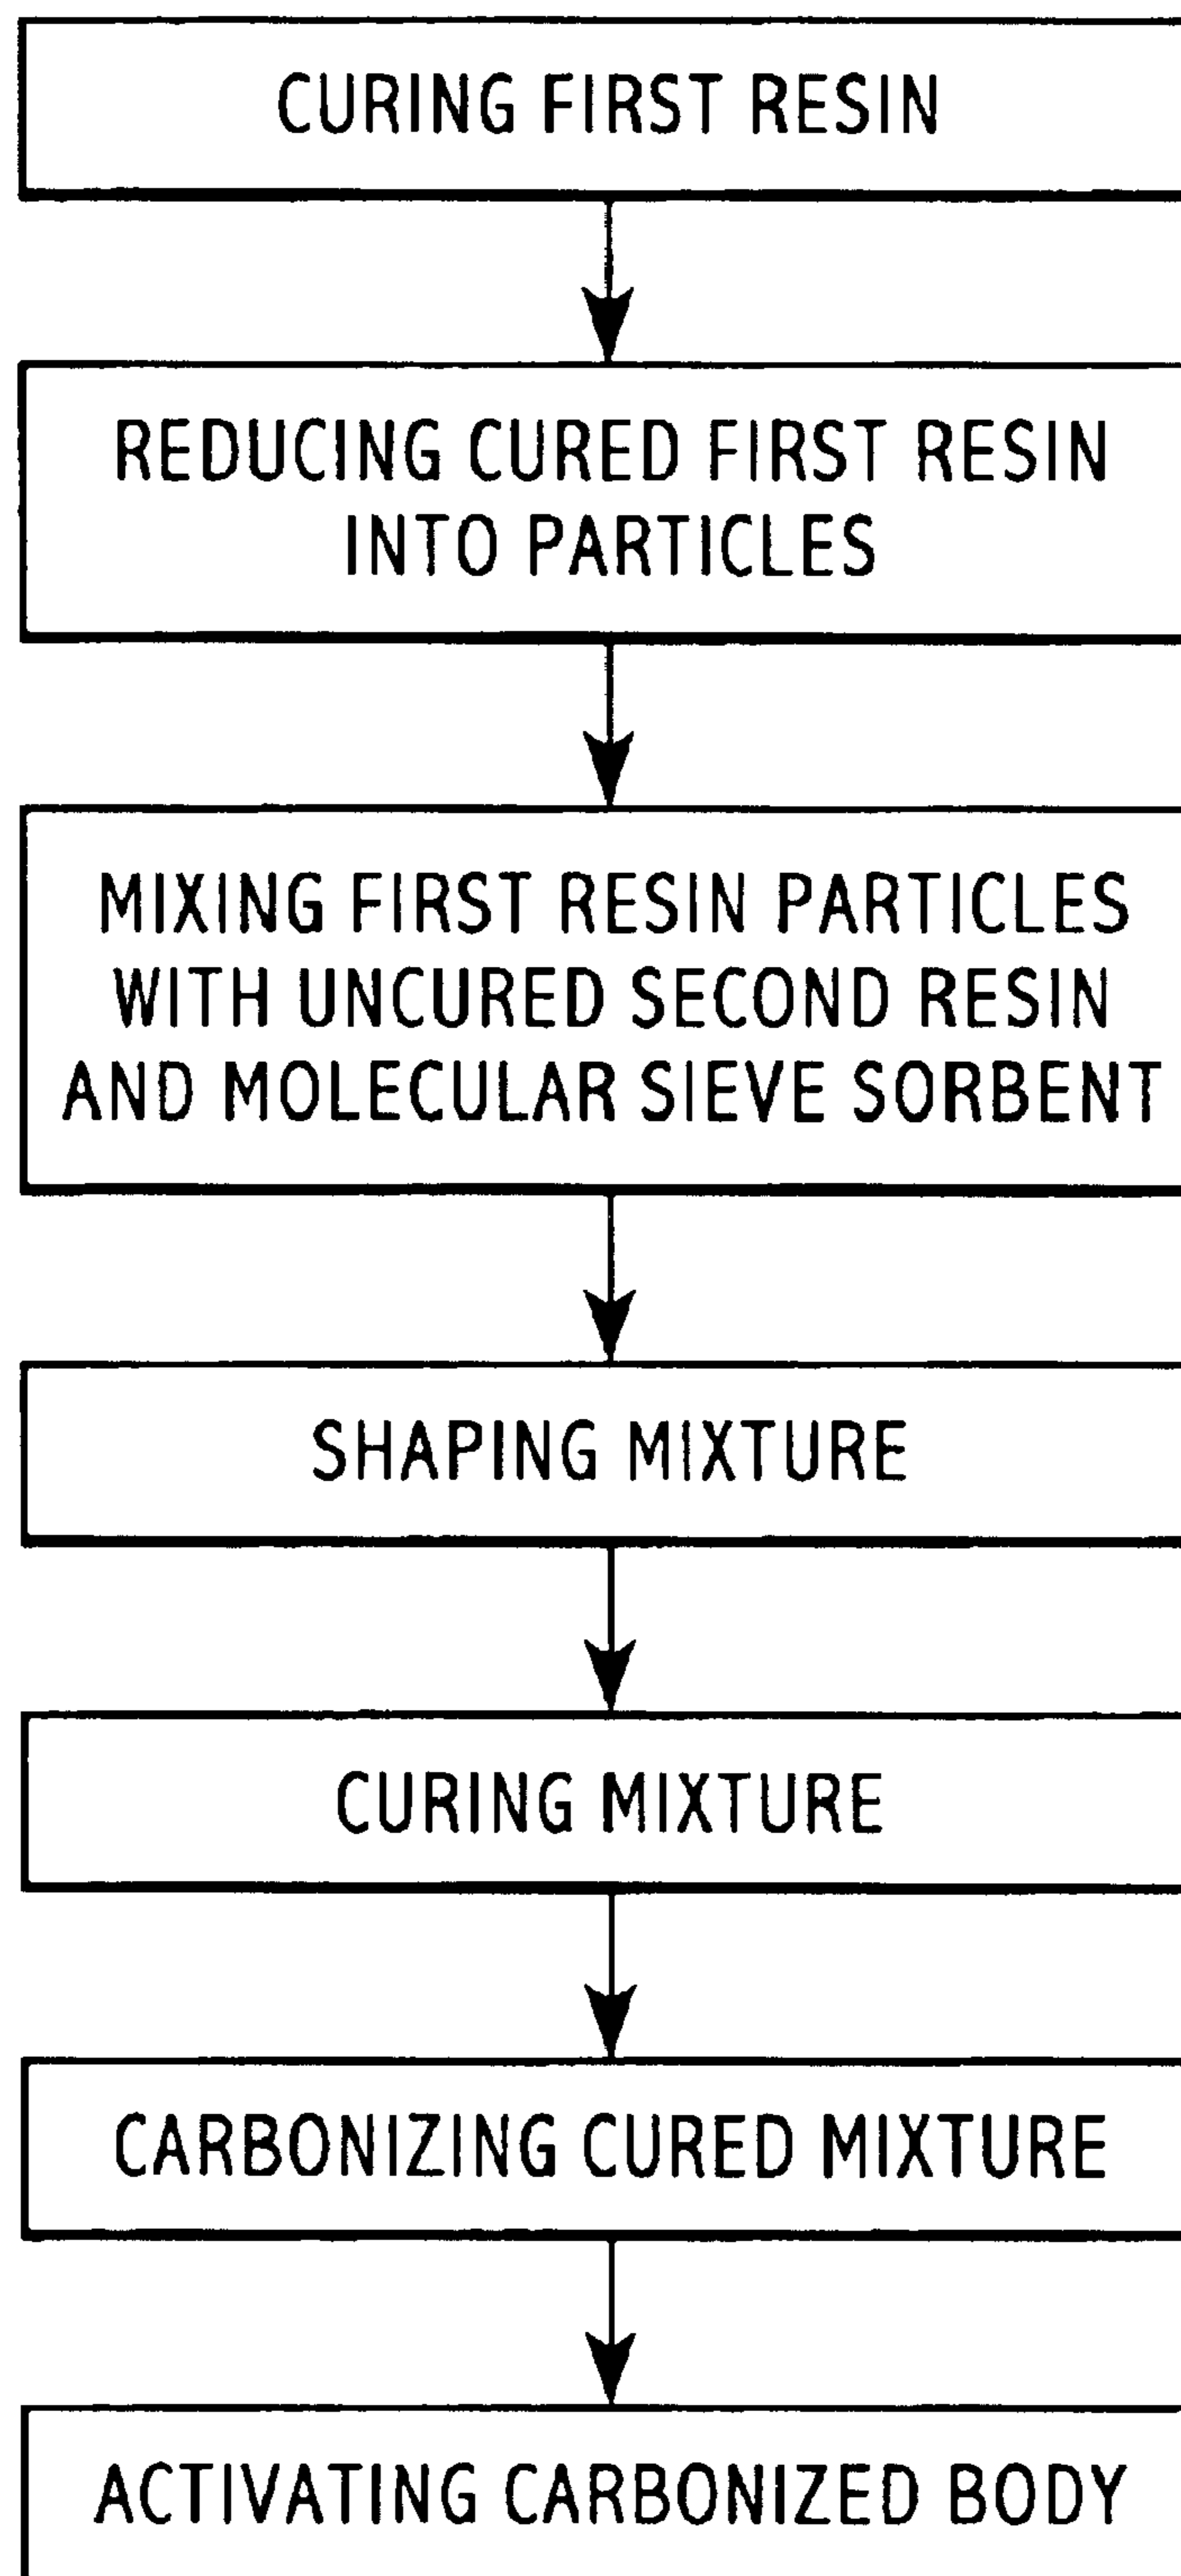 CURING FIRST RESIN
REDUCING CURED FIRST RESIN
INTO PARTICLES
MIXING FIRST RESIN PARTICLES
WITH UNCURED SECOND RESIN
AND MOLECULAR SIEVE SORBENT
SHAPING MIXTURE
CURING MIXTURE
CARBONIZING CURED MIXTURE
ACTIVATING CARBONIZED BODY